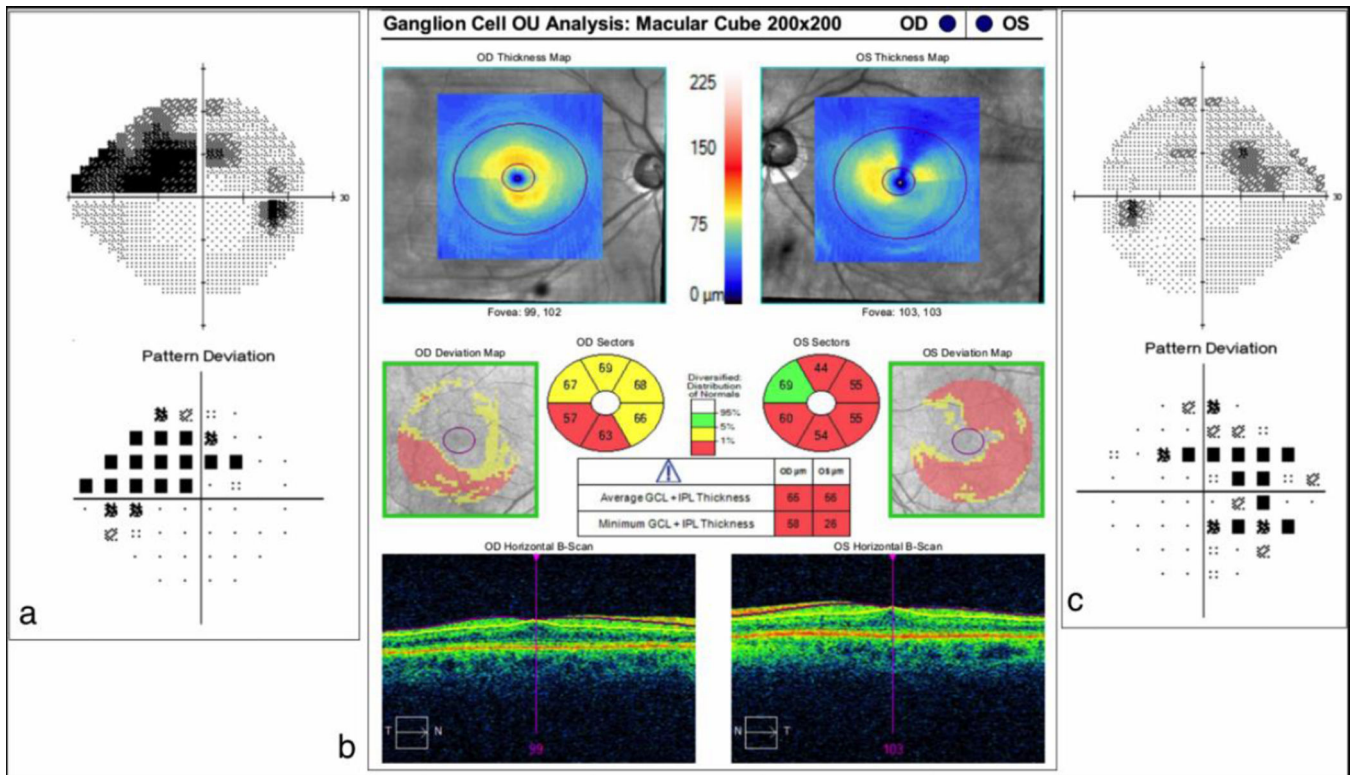 Ganglion Cell OU Analysis: Macular Cube 200x200 OD OS
OD Thickness Map
OS Thickness Map
225
150
75
0 µm
Fovea: 99, 102
Fovea: 103, 103
30
Pattern Deviation
a
30
Pattern Deviation
c
OD Deviation Map
OD Sectors
69
67 68
57 66
63
Diversified:
Distribution
of Normals
95%
5%
1%
OS Sectors
44
69 55
60 55
54
OS Deviation Map
OD µm OS µm
Average GCL + IPL Thickness 66 56
Minimum GCL + IPL Thickness 58 26
OD Horizontal B-Scan
OS Horizontal B-Scan
T N
99
N T
103
b